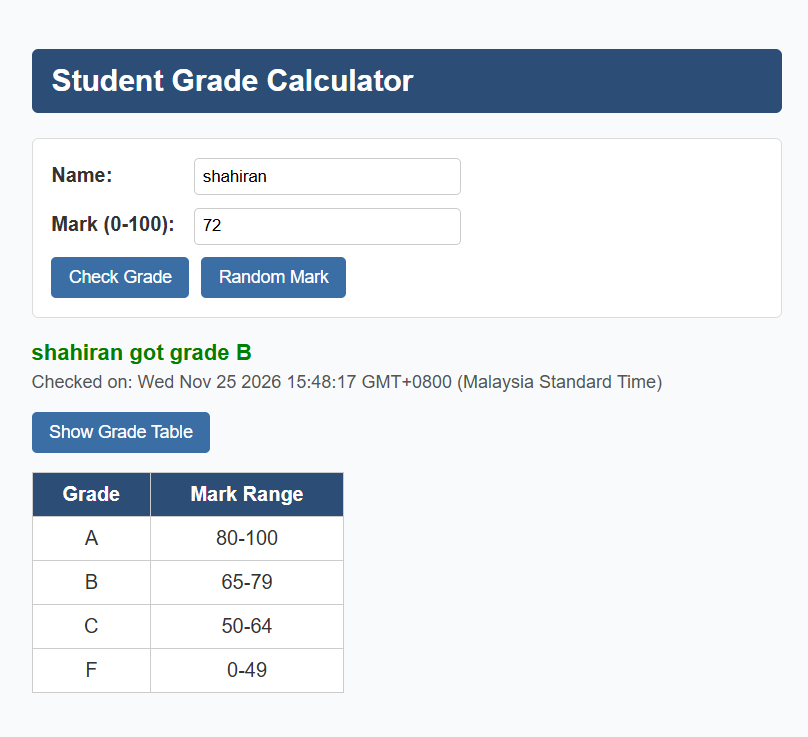 Student Grade Calculator
Name: shahiran
Mark (0-100): 72
Check Grade Random Mark
shahiran got grade B
Checked on: Wed Nov 25 2026 15:48:17 GMT+0800 (Malaysia Standard Time)
Show Grade Table
Grade Mark Range
A 80-100
B 65-79
C 50-64
F 0-49